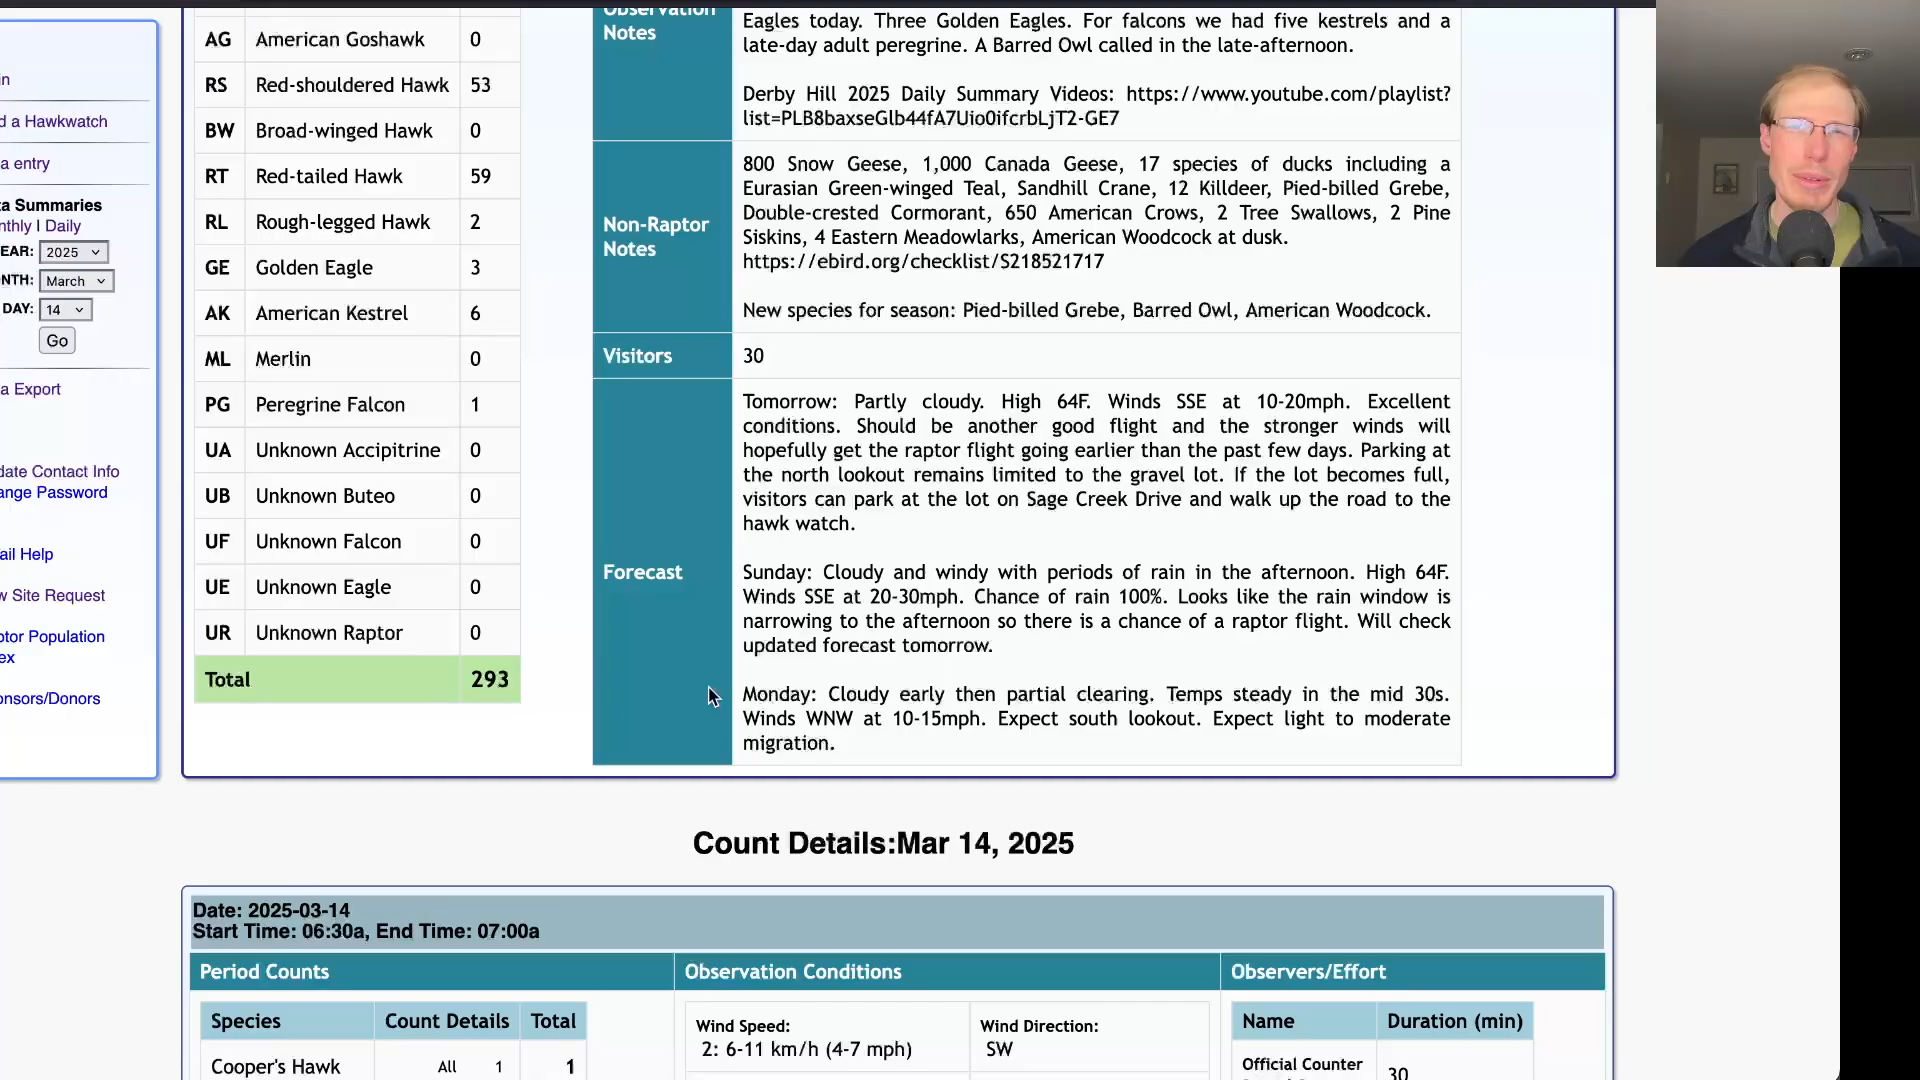 in
d a Hawkwatch
a entry
ta Summaries
nthly | Daily
EAR: 2025
NTH: March
DAY: 14
Go
a Export
date Contact Info
ange Password
ail Help
w Site Request
ptor Population
ex
onsors/Donors
AG American Goshawk 0
RS Red-shouldered Hawk 53
BW Broad-winged Hawk 0
RT Red-tailed Hawk 59
RL Rough-legged Hawk 2
GE Golden Eagle 3
AK American Kestrel 6
ML Merlin 0
PG Peregrine Falcon 1
UA Unknown Accipitrine 0
UB Unknown Buteo 0
UF Unknown Falcon 0
UE Unknown Eagle 0
UR Unknown Raptor 0
Total 293
Observation
Notes
Eagles today. Three Golden Eagles. For falcons we had five kestrels and a
late-day adult peregrine. A Barred Owl called in the late-afternoon.
Derby Hill 2025 Daily Summary Videos: https://www.youtube.com/playlist?
list=PLB8baxseGlb44fA7Uio0ifcrbLjT2-GE7
Non-Raptor
Notes
800 Snow Geese, 1,000 Canada Geese, 17 species of ducks including a
Eurasian Green-winged Teal, Sandhill Crane, 12 Killdeer, Pied-billed Grebe,
Double-crested Cormorant, 650 American Crows, 2 Tree Swallows, 2 Pine
Siskins, 4 Eastern Meadowlarks, American Woodcock at dusk.
https://ebird.org/checklist/S218521717
New species for season: Pied-billed Grebe, Barred Owl, American Woodcock.
Visitors 30
Forecast
Tomorrow: Partly cloudy. High 64F. Winds SSE at 10-20mph. Excellent
conditions. Should be another good flight and the stronger winds will
hopefully get the raptor flight going earlier than the past few days. Parking at
the north lookout remains limited to the gravel lot. If the lot becomes full,
visitors can park at the lot on Sage Creek Drive and walk up the road to the
hawk watch.
Sunday: Cloudy and windy with periods of rain in the afternoon. High 64F.
Winds SSE at 20-30mph. Chance of rain 100%. Looks like the rain window is
narrowing to the afternoon so there is a chance of a raptor flight. Will check
updated forecast tomorrow.
Monday: Cloudy early then partial clearing. Temps steady in the mid 30s.
Winds WNW at 10-15mph. Expect south lookout. Expect light to moderate
migration.
Count Details:Mar 14, 2025
Date: 2025-03-14
Start Time: 06:30a, End Time: 07:00a
Period Counts Observation Conditions Observers/Effort
Species Count Details Total
Cooper's Hawk All 1 1
Wind Speed:
2: 6-11 km/h (4-7 mph)
Wind Direction:
SW
Name Duration (min)
Official Counter
30